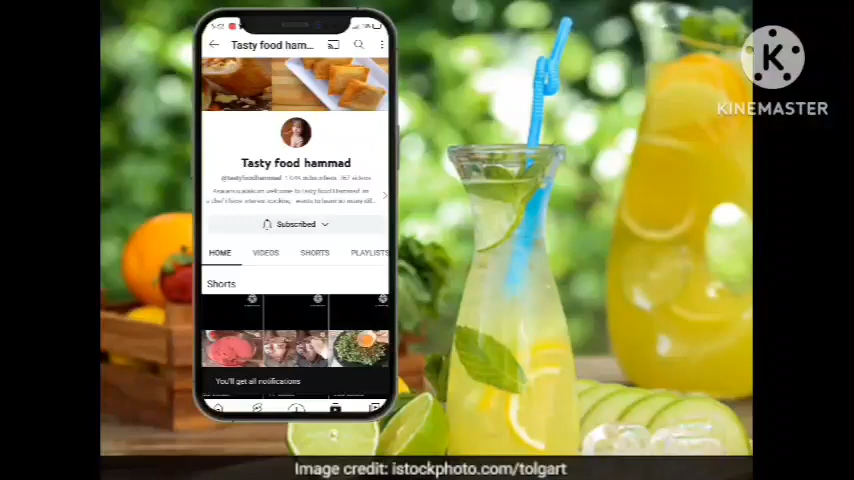 Tasty food ham...
Tasty food hammad
@tastyfoodhammad
Subscribed
HOME VIDEOS SHORTS PLAYLISTS
Shorts
You'll get all notifications
K
KINEMASTER
Image credit: istockphoto.com/tolgart